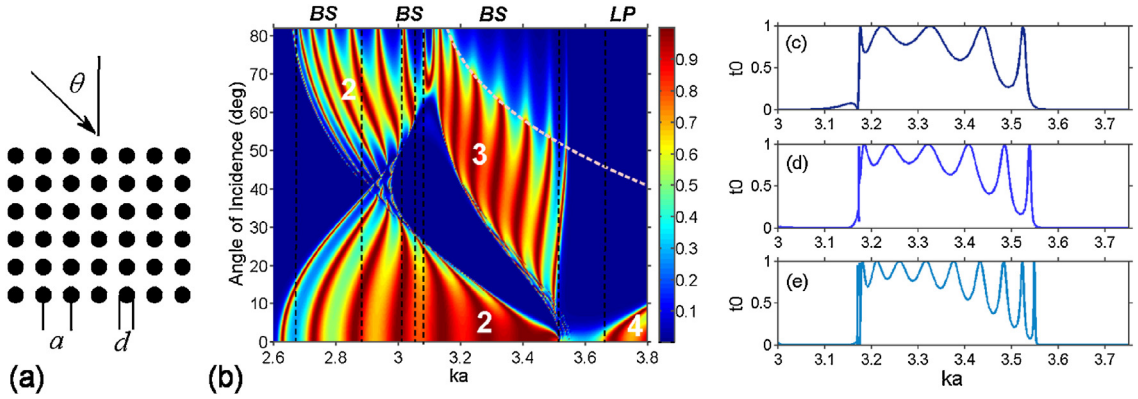 θ
a d
(a)
BS BS BS LP
80
70
60
50
40
30
20
10
0
Angle of Incidence (deg)
2
3
2
4
2.6 2.8 3 3.2 3.4 3.6 3.8
ka
(b)
0.9
0.8
0.7
0.6
0.5
0.4
0.3
0.2
0.1
(c)
t0
1
0.5
0
3 3.1 3.2 3.3 3.4 3.5 3.6 3.7
(d)
t0
1
0.5
0
3 3.1 3.2 3.3 3.4 3.5 3.6 3.7
(e)
t0
1
0.5
0
3 3.1 3.2 3.3 3.4 3.5 3.6 3.7
ka